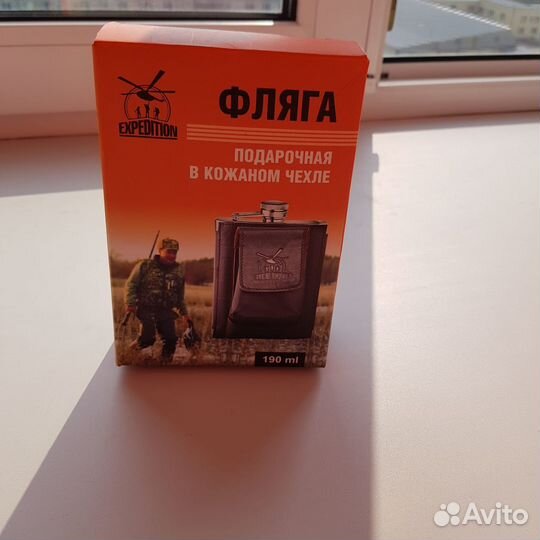 EXPEDITION
ФЛЯГА
ПОДАРОЧНАЯ
В КОЖАНОМ ЧЕХЛЕ
190 ml
Avito